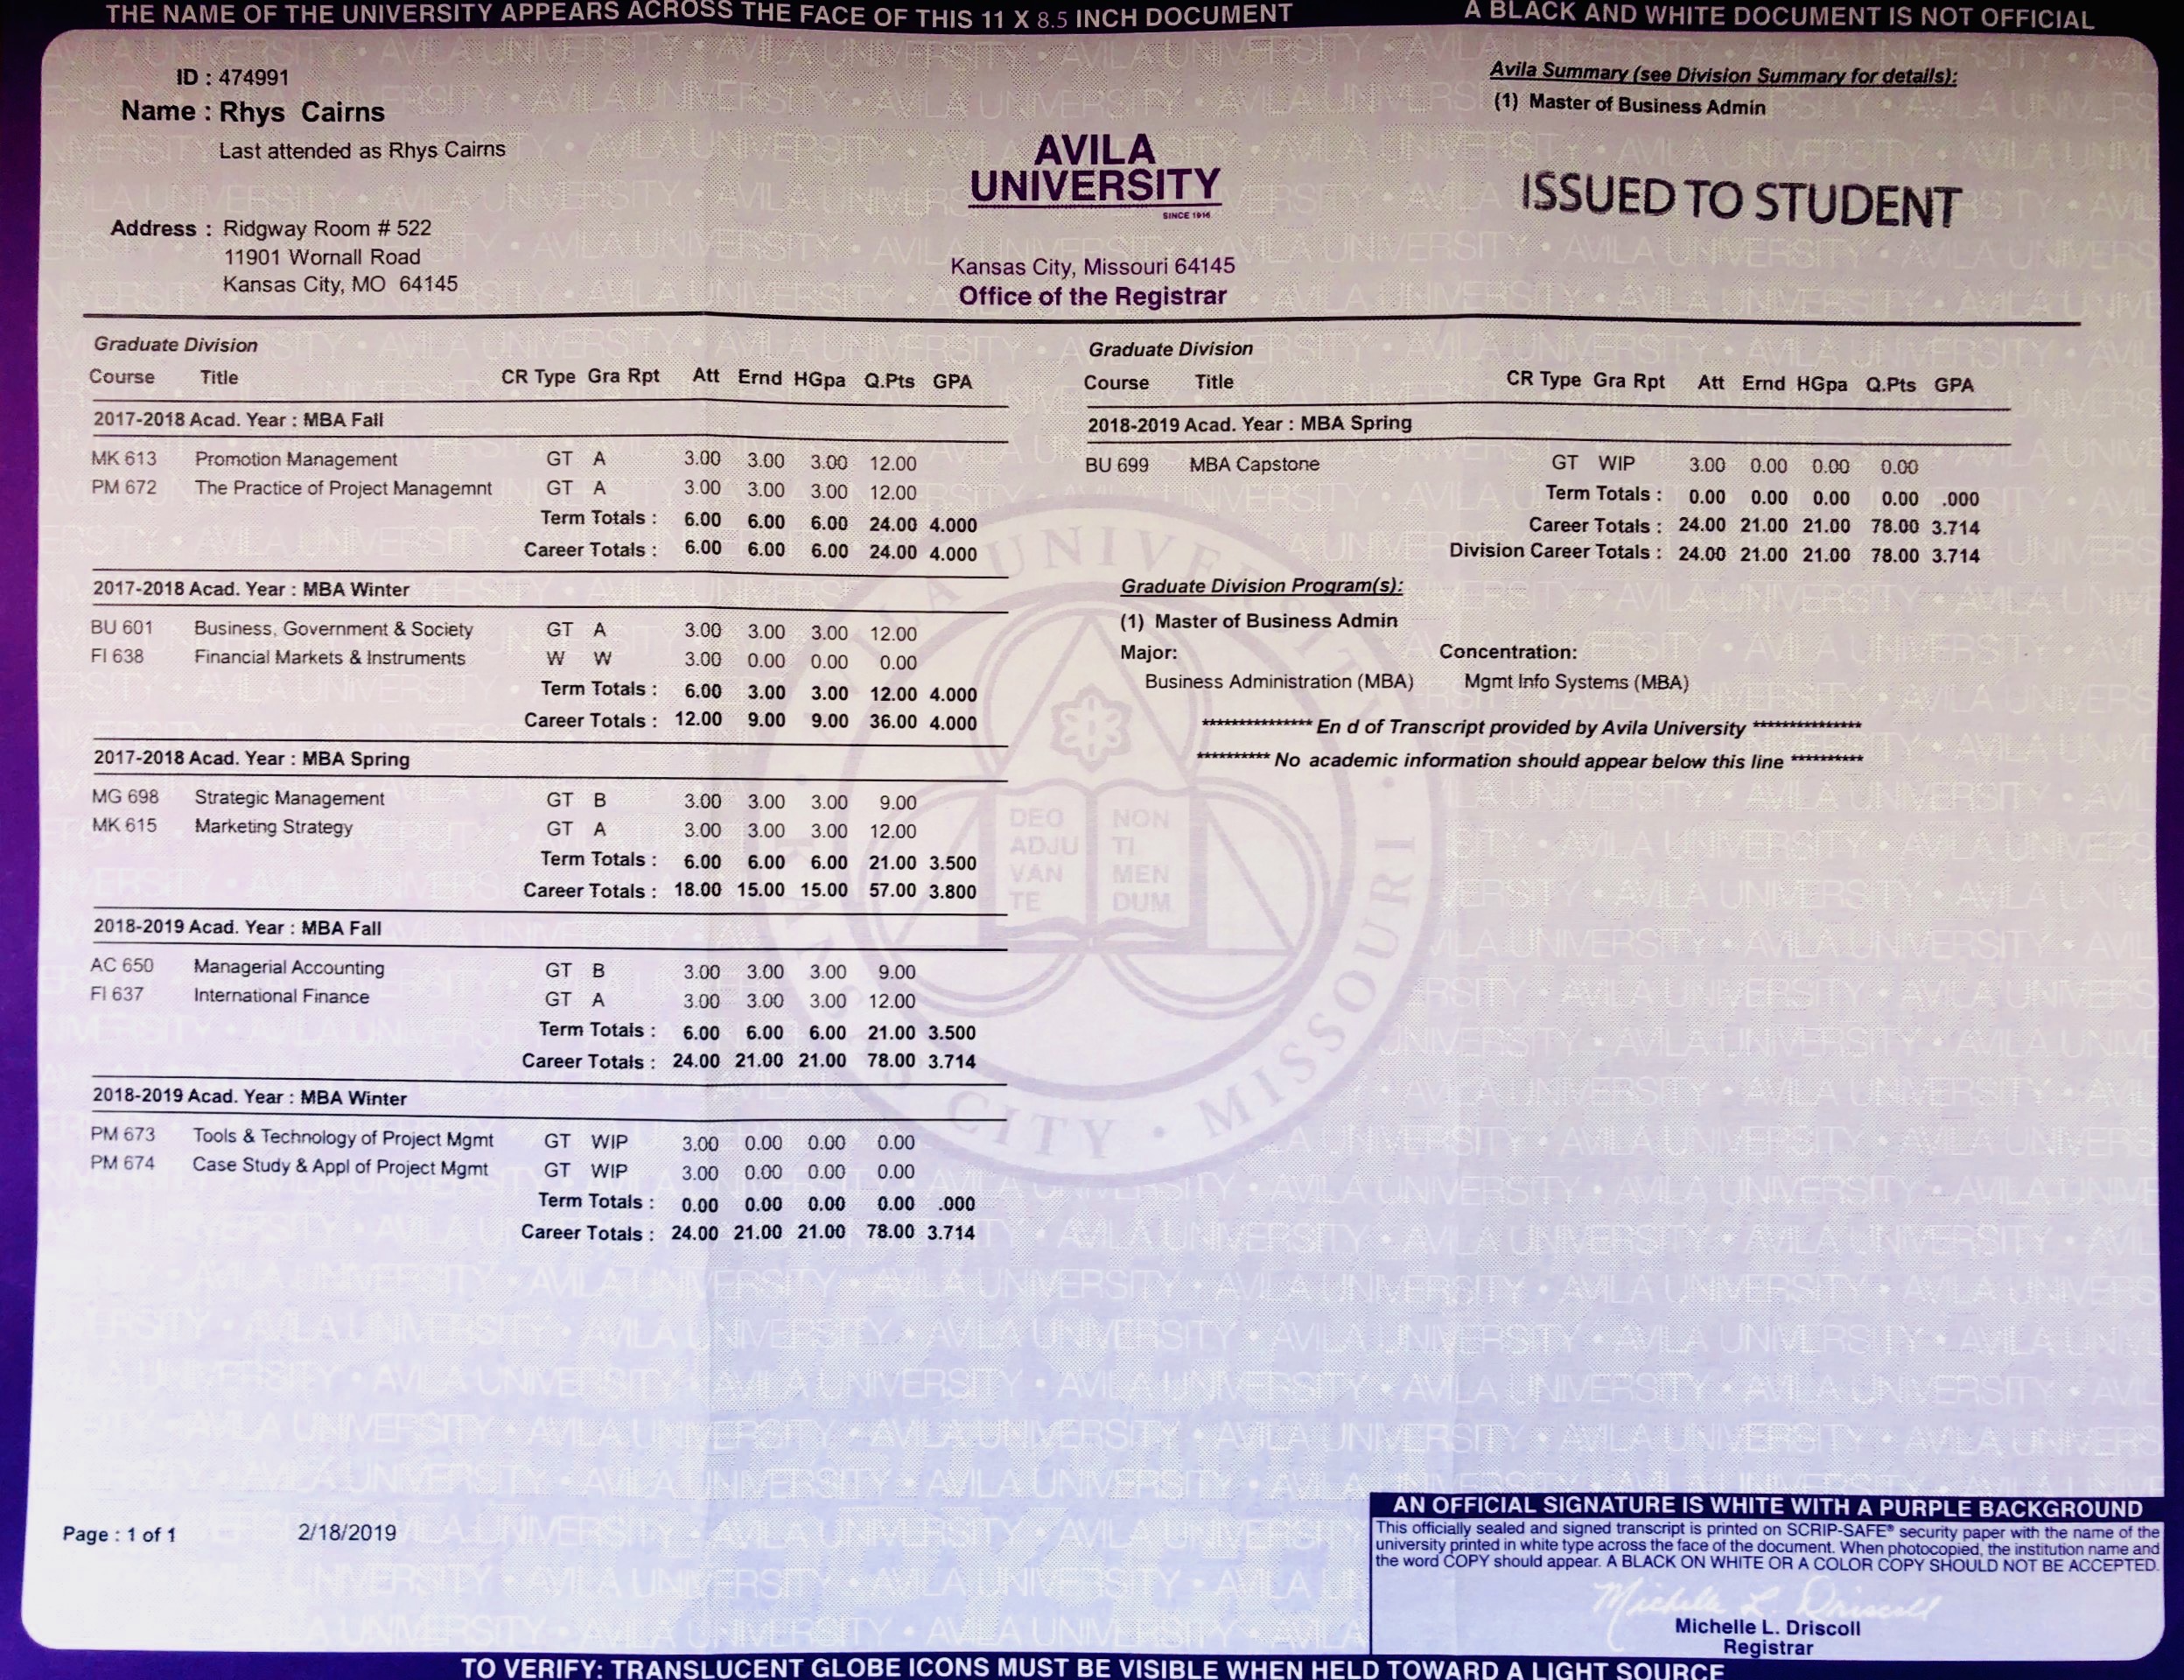 THE NAME OF THE UNIVERSITY APPEARS ACROSS THE FACE OF THIS 11 X 8.5 INCH DOCUMENT A BLACK AND WHITE DOCUMENT IS NOT OFFICIAL
ID : 474991
Name : Rhys Cairns
Last attended as Rhys Cairns
Address : Ridgway Room # 522
11901 Wornall Road
Kansas City, MO 64145
AVILA
UNIVERSITY
SINCE 1916
Kansas City, Missouri 64145
Office of the Registrar
Avila Summary (see Division Summary for details):
(1) Master of Business Admin
ISSUED TO STUDENT
Graduate Division
Course Title CR Type Gra Rpt Att Ernd HGpa Q.Pts GPA
2017-2018 Acad. Year : MBA Fall
MK 613 Promotion Management GT A 3.00 3.00 3.00 12.00
PM 672 The Practice of Project Managemnt GT A 3.00 3.00 3.00 12.00
Term Totals : 6.00 6.00 6.00 24.00 4.000
Career Totals : 6.00 6.00 6.00 24.00 4.000
2017-2018 Acad. Year : MBA Winter
BU 601 Business, Government & Society GT A 3.00 3.00 3.00 12.00
FI 638 Financial Markets & Instruments W W 3.00 0.00 0.00 0.00
Term Totals : 6.00 3.00 3.00 12.00 4.000
Career Totals : 12.00 9.00 9.00 36.00 4.000
2017-2018 Acad. Year : MBA Spring
MG 698 Strategic Management GT B 3.00 3.00 3.00 9.00
MK 615 Marketing Strategy GT A 3.00 3.00 3.00 12.00
Term Totals : 6.00 6.00 6.00 21.00 3.500
Career Totals : 18.00 15.00 15.00 57.00 3.800
2018-2019 Acad. Year : MBA Fall
AC 650 Managerial Accounting GT B 3.00 3.00 3.00 9.00
FI 637 International Finance GT A 3.00 3.00 3.00 12.00
Term Totals : 6.00 6.00 6.00 21.00 3.500
Career Totals : 24.00 21.00 21.00 78.00 3.714
2018-2019 Acad. Year : MBA Winter
PM 673 Tools & Technology of Project Mgmt GT WIP 3.00 0.00 0.00 0.00
PM 674 Case Study & Appl of Project Mgmt GT WIP 3.00 0.00 0.00 0.00
Term Totals : 0.00 0.00 0.00 0.00 .000
Career Totals : 24.00 21.00 21.00 78.00 3.714
Graduate Division
Course Title CR Type Gra Rpt Att Ernd HGpa Q.Pts GPA
2018-2019 Acad. Year : MBA Spring
BU 699 MBA Capstone GT WIP 3.00 0.00 0.00 0.00
Term Totals : 0.00 0.00 0.00 0.00 .000
Career Totals : 24.00 21.00 21.00 78.00 3.714
Division Career Totals : 24.00 21.00 21.00 78.00 3.714
Graduate Division Program(s):
(1) Master of Business Admin
Major: Concentration:
Business Administration (MBA) Mgmt Info Systems (MBA)
*************** En d of Transcript provided by Avila University ***************
********** No academic information should appear below this line **********
DEO NON
ADJU TI
VAN MEN
TE DUM
Page : 1 of 1 2/18/2019
AN OFFICIAL SIGNATURE IS WHITE WITH A PURPLE BACKGROUND
This officially sealed and signed transcript is printed on SCRIP-SAFE® security paper with the name of the
university printed in white type across the face of the document. When photocopied, the institution name and
the word COPY should appear. A BLACK ON WHITE OR A COLOR COPY SHOULD NOT BE ACCEPTED.
Michelle L. Driscoll
Michelle L. Driscoll
Registrar
TO VERIFY: TRANSLUCENT GLOBE ICONS MUST BE VISIBLE WHEN HELD TOWARD A LIGHT SOURCE